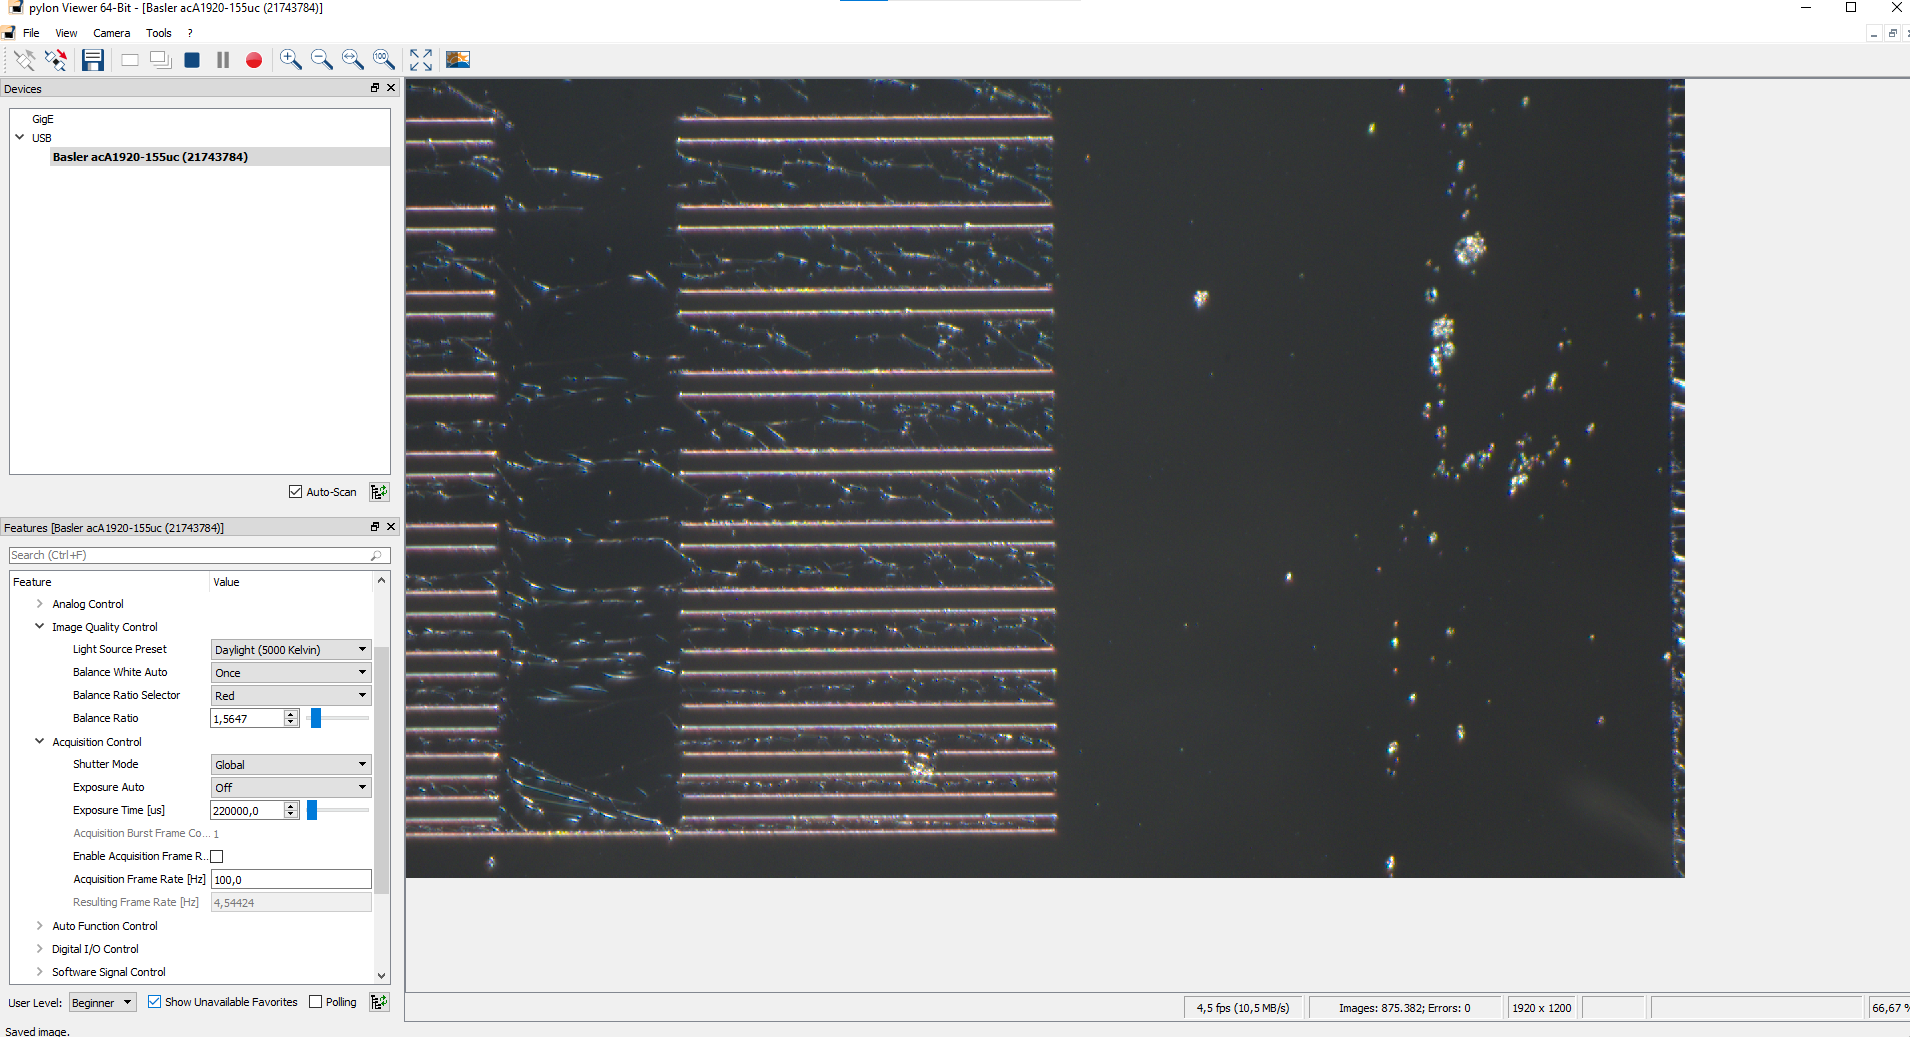 pylon Viewer 64-Bit - [Basler acA1920-155uc (21743784)]
File View Camera Tools ?
100
Devices
GigE
USB
Basler acA1920-155uc (21743784)
Auto-Scan
Features [Basler acA1920-155uc (21743784)]
Search (Ctrl+F)
Feature Value
Analog Control
Image Quality Control
Light Source Preset Daylight (5000 Kelvin)
Balance White Auto Once
Balance Ratio Selector Red
Balance Ratio 1,5647
Acquisition Control
Shutter Mode Global
Exposure Auto Off
Exposure Time [us] 220000,0
Acquisition Burst Frame Co... 1
Enable Acquisition Frame R...
Acquisition Frame Rate [Hz] 100,0
Resulting Frame Rate [Hz] 4,54424
Auto Function Control
Digital I/O Control
Software Signal Control
User Level: Beginner Show Unavailable Favorites Polling
4,5 fps (10,5 MB/s) Images: 875.382; Errors: 0 1920 x 1200 66,67 %
Saved image.